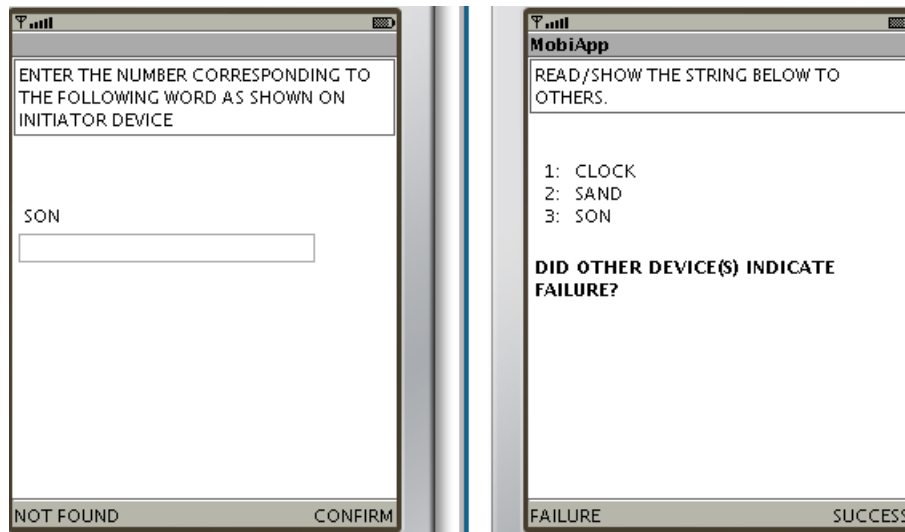 ENTER THE NUMBER CORRESPONDING TO
THE FOLLOWING WORD AS SHOWN ON
INITIATOR DEVICE
SON
NOT FOUND
CONFIRM
MobiApp
READ/SHOW THE STRING BELOW TO
OTHERS.
1: CLOCK
2: SAND
3: SON
DID OTHER DEVICE(S) INDICATE
FAILURE?
FAILURE
SUCCESS